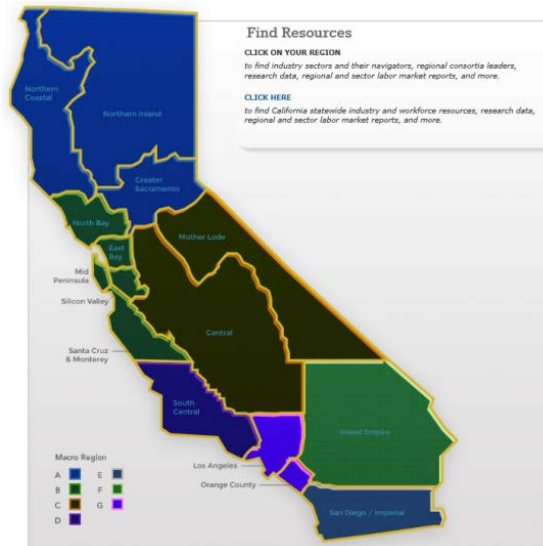 Find Resources
CLICK ON YOUR REGION
to find industry sectors and their navigators, regional consortia leaders,
research data, regional and sector labor market reports, and more.
CLICK HERE
to find California statewide industry and workforce resources, research data,
regional and sector labor market reports, and more.
Northern
Coastal
Northern Inland
Greater
Sacramento
North Bay
East
Bay
Mother Lode
Mid
Peninsula
Silicon Valley
Central
Santa Cruz
& Monterey
South
Central
Inland Empire
Los Angeles
Orange County
San Diego / Imperial
Macro Region
A E
B F
C G
D